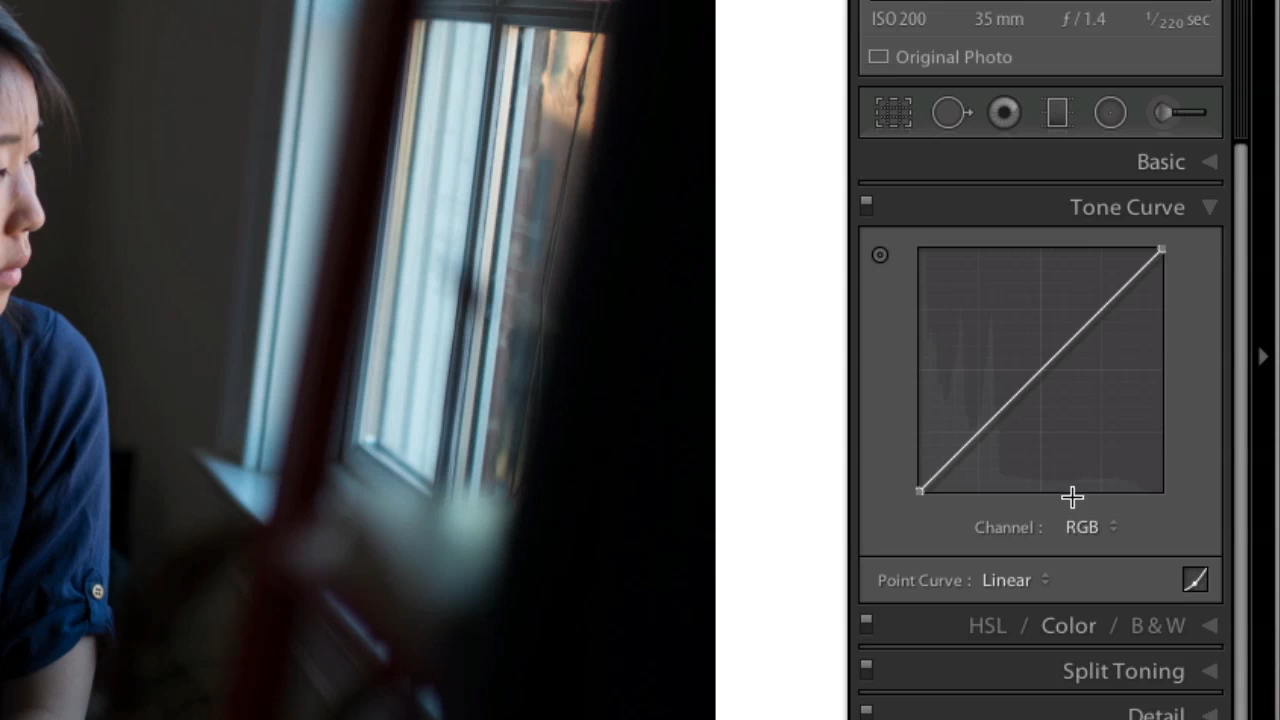 ISO 200 35 mm ƒ / 1.4 1/220 sec
Original Photo
Basic
Tone Curve
Channel : RGB
Point Curve : Linear
HSL / Color / B & W
Split Toning
Detail